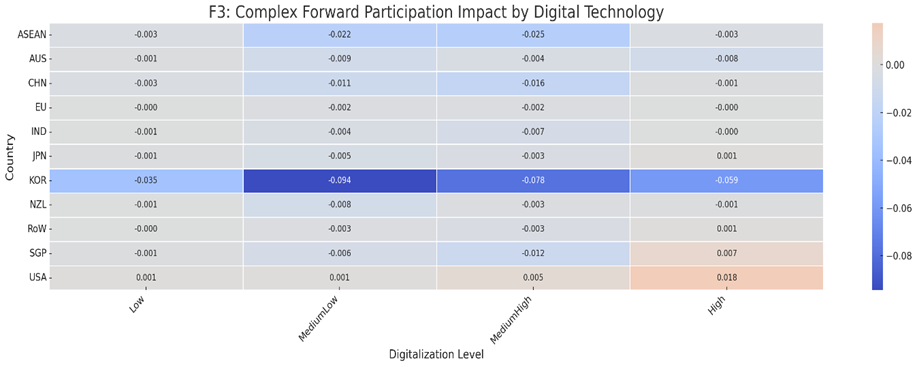 F3: Complex Forward Participation Impact by Digital Technology
ASEAN -0.003 -0.022 -0.025 -0.003
AUS -0.001 -0.009 -0.004 -0.008
CHN -0.003 -0.011 -0.016 -0.001
EU -0.000 -0.002 -0.002 -0.000
IND -0.001 -0.004 -0.007 -0.000
JPN -0.001 -0.005 -0.003 0.001
KOR -0.035 -0.094 -0.078 -0.059
NZL -0.001 -0.008 -0.003 -0.001
RoW -0.000 -0.003 -0.003 0.001
SGP -0.001 -0.006 -0.012 0.007
USA 0.001 0.001 0.005 0.018
Country
Low MediumLow MediumHigh High
Digitalization Level
0.00
−0.02
−0.04
−0.06
−0.08